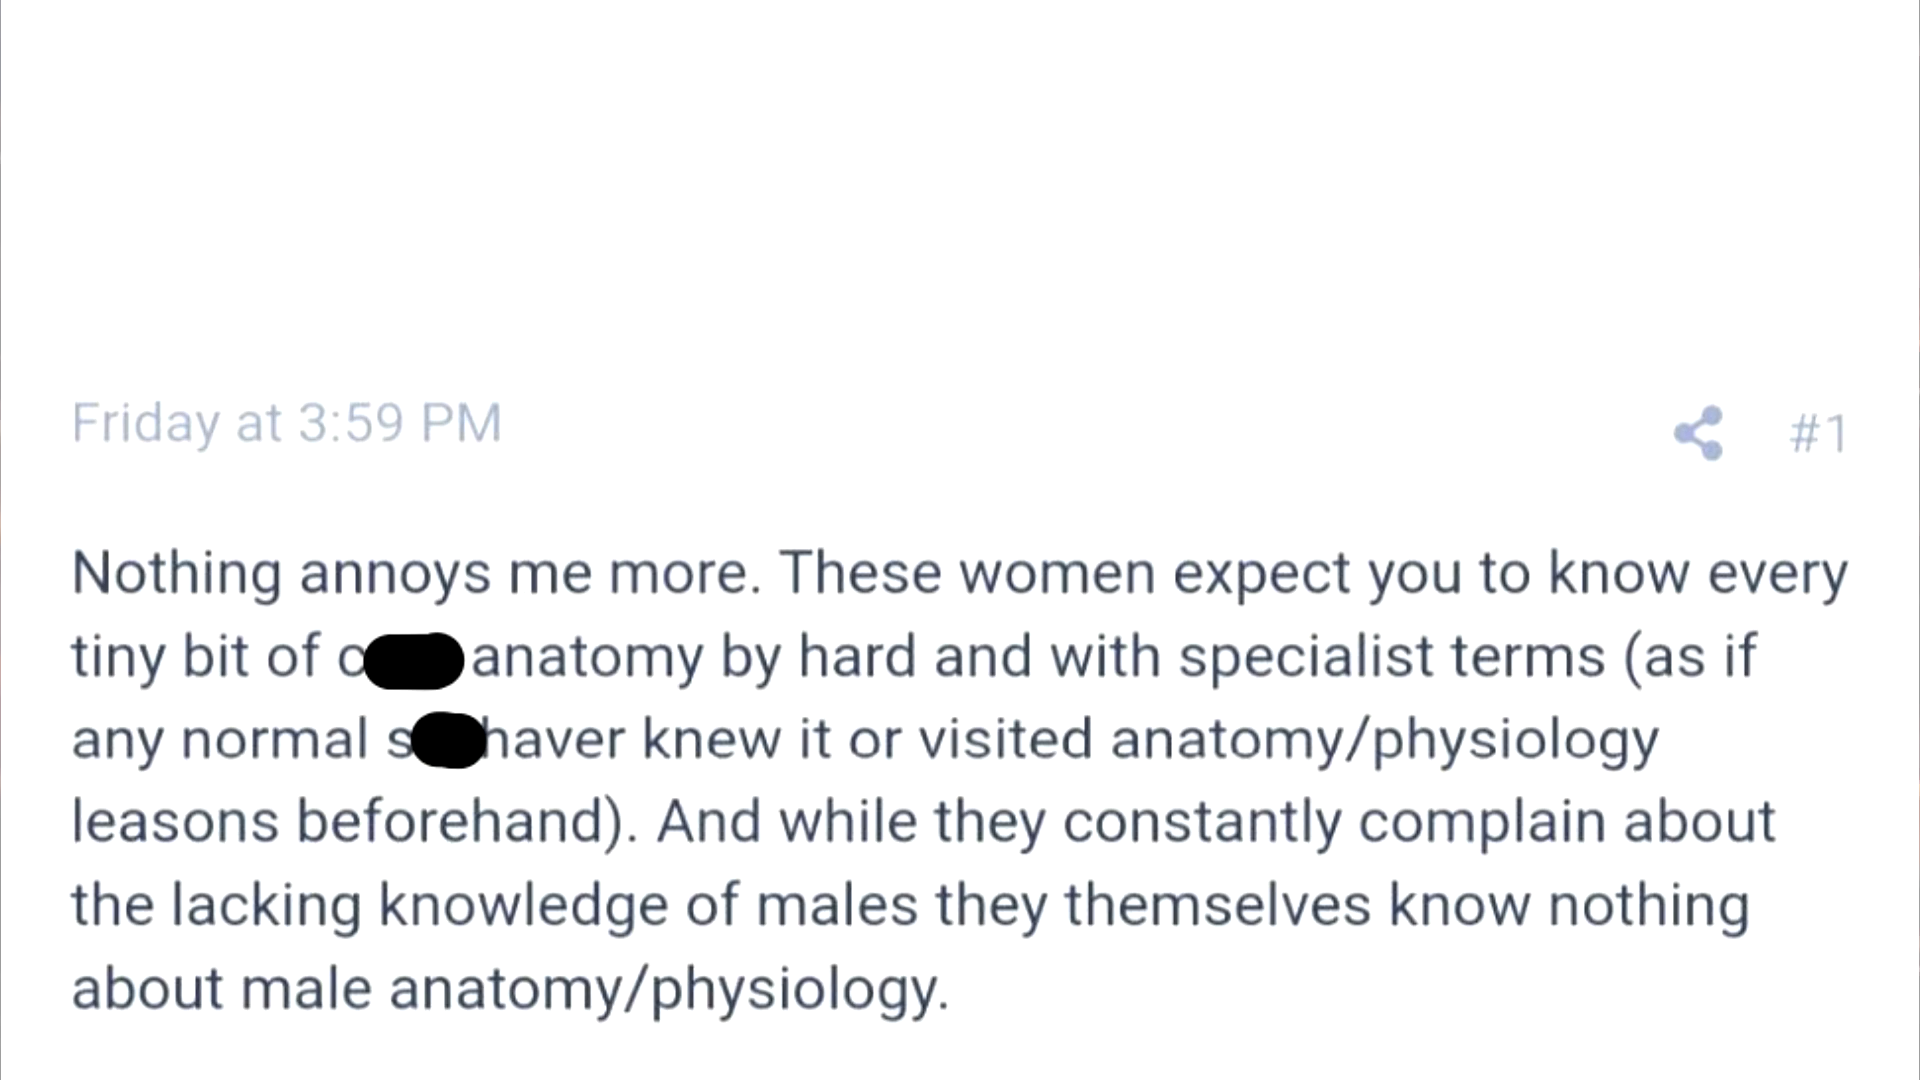 Friday at 3:59 PM
#1
Nothing annoys me more. These women expect you to know every
tiny bit of c anatomy by hard and with specialist terms (as if
any normal s haver knew it or visited anatomy/physiology
leasons beforehand). And while they constantly complain about
the lacking knowledge of males they themselves know nothing
about male anatomy/physiology.